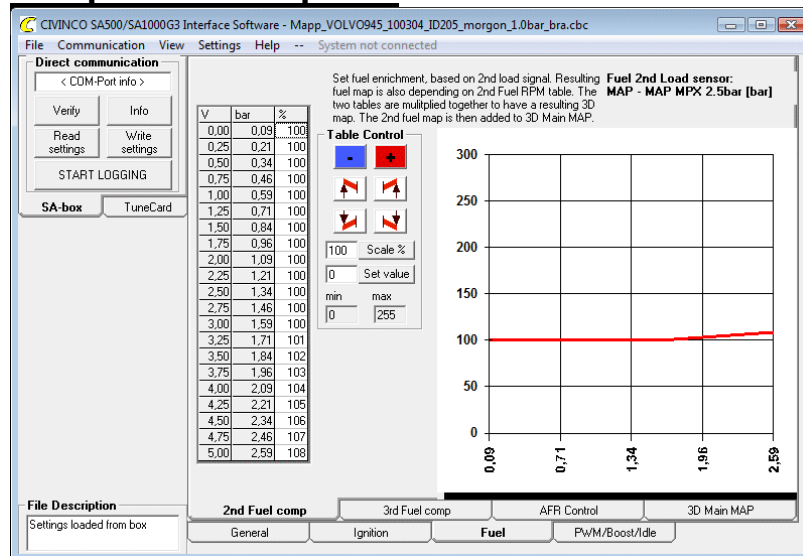 CIVINCO SA500/SA1000G3 Interface Software - Mapp_VOLVO945_100304_ID205_morgon_1.0bar_bra.cbc
File Communication View Settings Help -- System not connected
Direct communication
< COM-Port info >
Verify Info
Read settings Write settings
START LOGGING
SA-box TuneCard
Set fuel enrichment, based on 2nd load signal. Resulting
fuel map is also depending on 2nd Fuel RPM table. The
two tables are mulitplied together to have a resulting 3D
map. The 2nd fuel map is then added to 3D Main MAP.
Fuel 2nd Load sensor:
MAP - MAP MPX 2.5bar [bar]
V bar %
0,00 0,09 100
0,25 0,21 100
0,50 0,34 100
0,75 0,46 100
1,00 0,59 100
1,25 0,71 100
1,50 0,84 100
1,75 0,96 100
2,00 1,09 100
2,25 1,21 100
2,50 1,34 100
2,75 1,46 100
3,00 1,59 100
3,25 1,71 101
3,50 1,84 102
3,75 1,96 103
4,00 2,09 104
4,25 2,21 105
4,50 2,34 106
4,75 2,46 107
5,00 2,59 108
Table Control
- +
100 Scale %
0 Set value
min max
0 255
300
250
200
150
100
50
0
0,09 0,71 1,34 1,96 2,59
2nd Fuel comp 3rd Fuel comp AFR Control 3D Main MAP
General Ignition Fuel PWM/Boost/Idle
File Description
Settings loaded from box